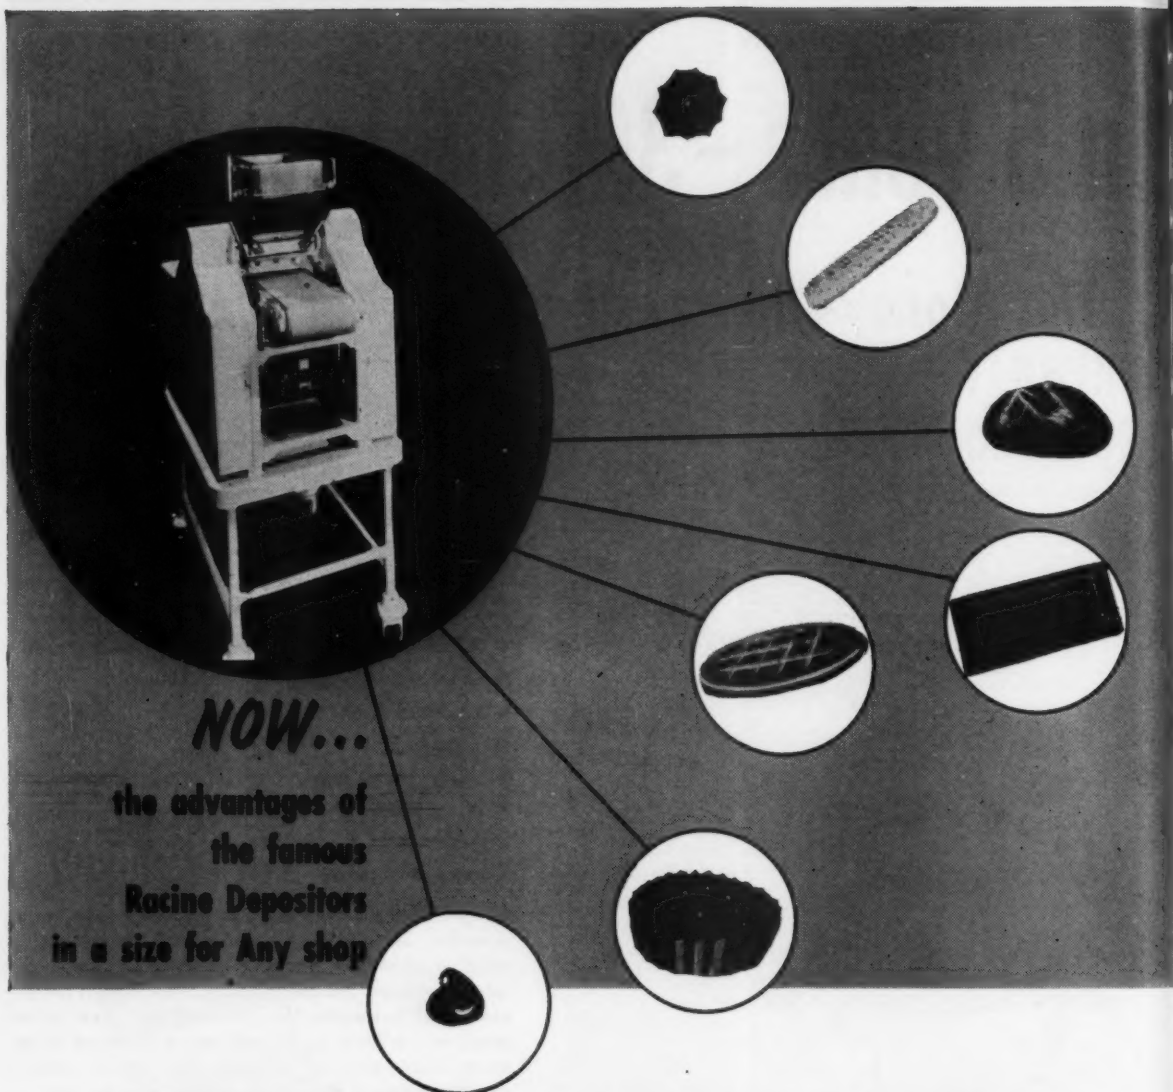 NOW...
the advantages of
the famous
Racine Depositors
in a size for Any shop